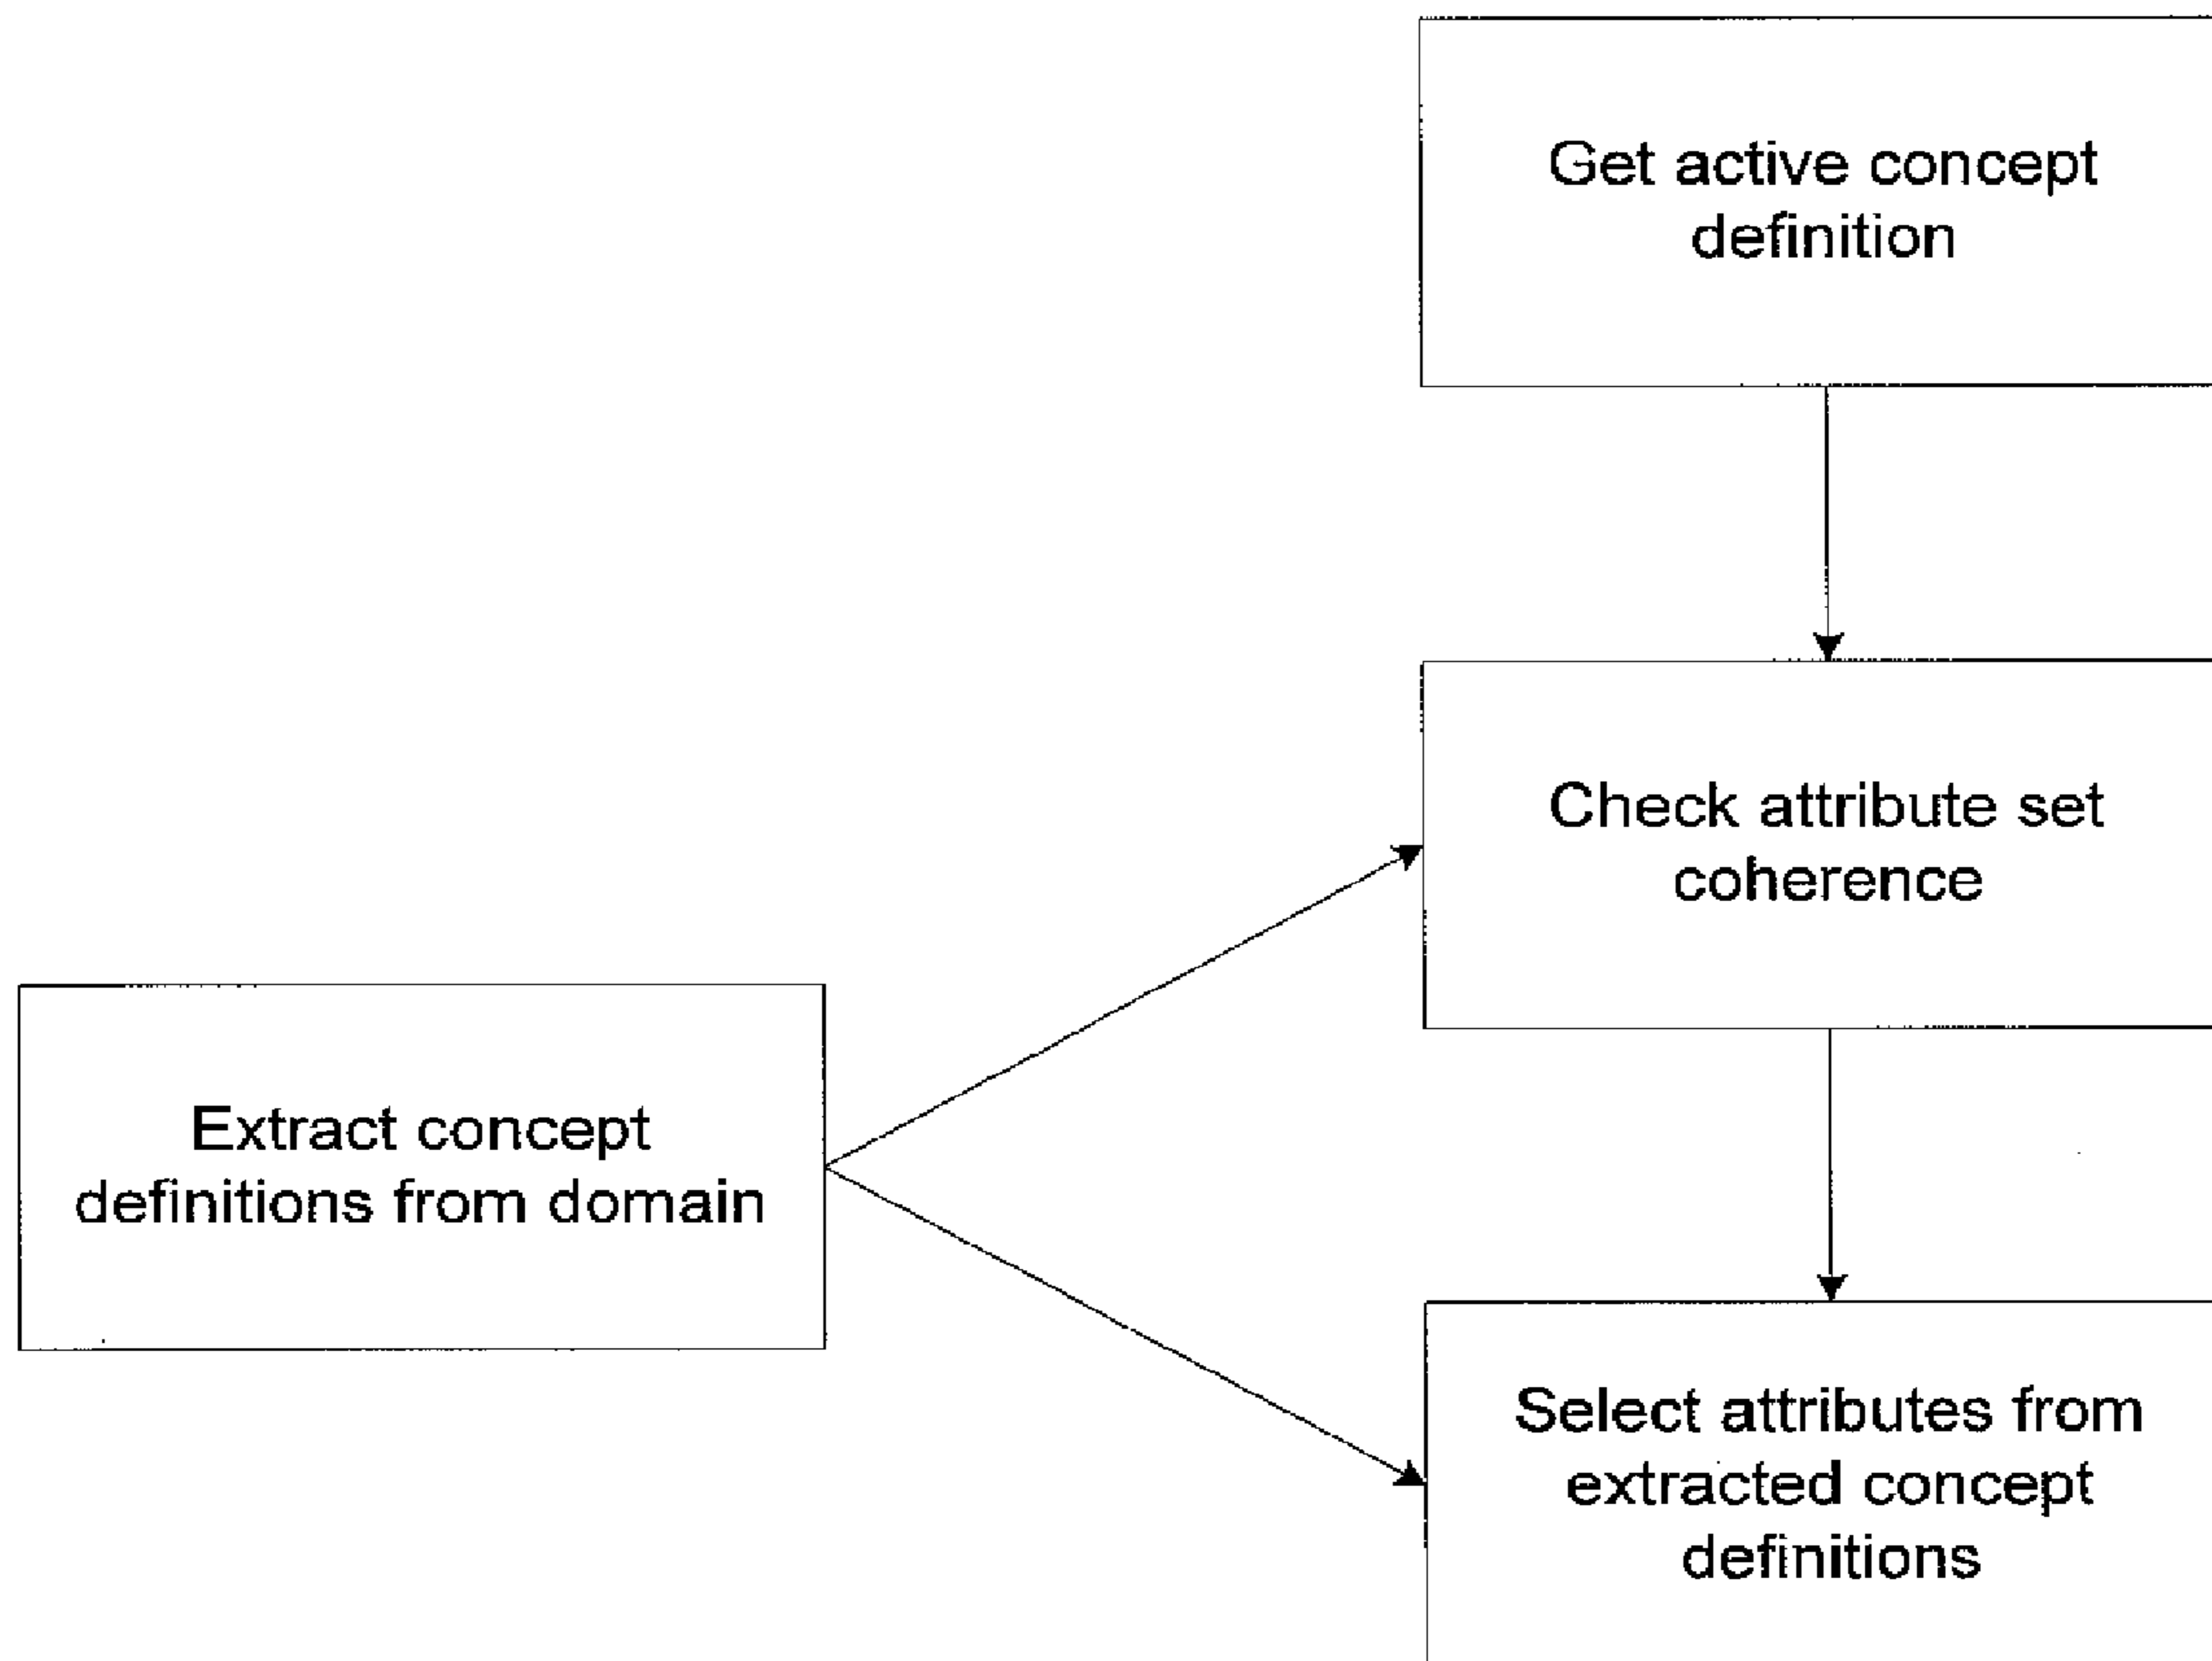 Get active concept
definition
Check attribute set
coherence
Extract concept
definitions from domain
Select attributes from
extracted concept
definitions